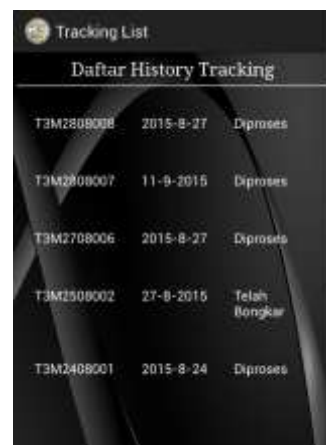 Tracking List
Daftar History Tracking
T3M2808008 2015-8-27 Diproses
T3M2808007 11-9-2015 Diproses
T3M2708006 2015-8-27 Diproses
T3M2508002 27-8-2015 Telah
Bongkar
T3M2408001 2015-8-24 Diproses